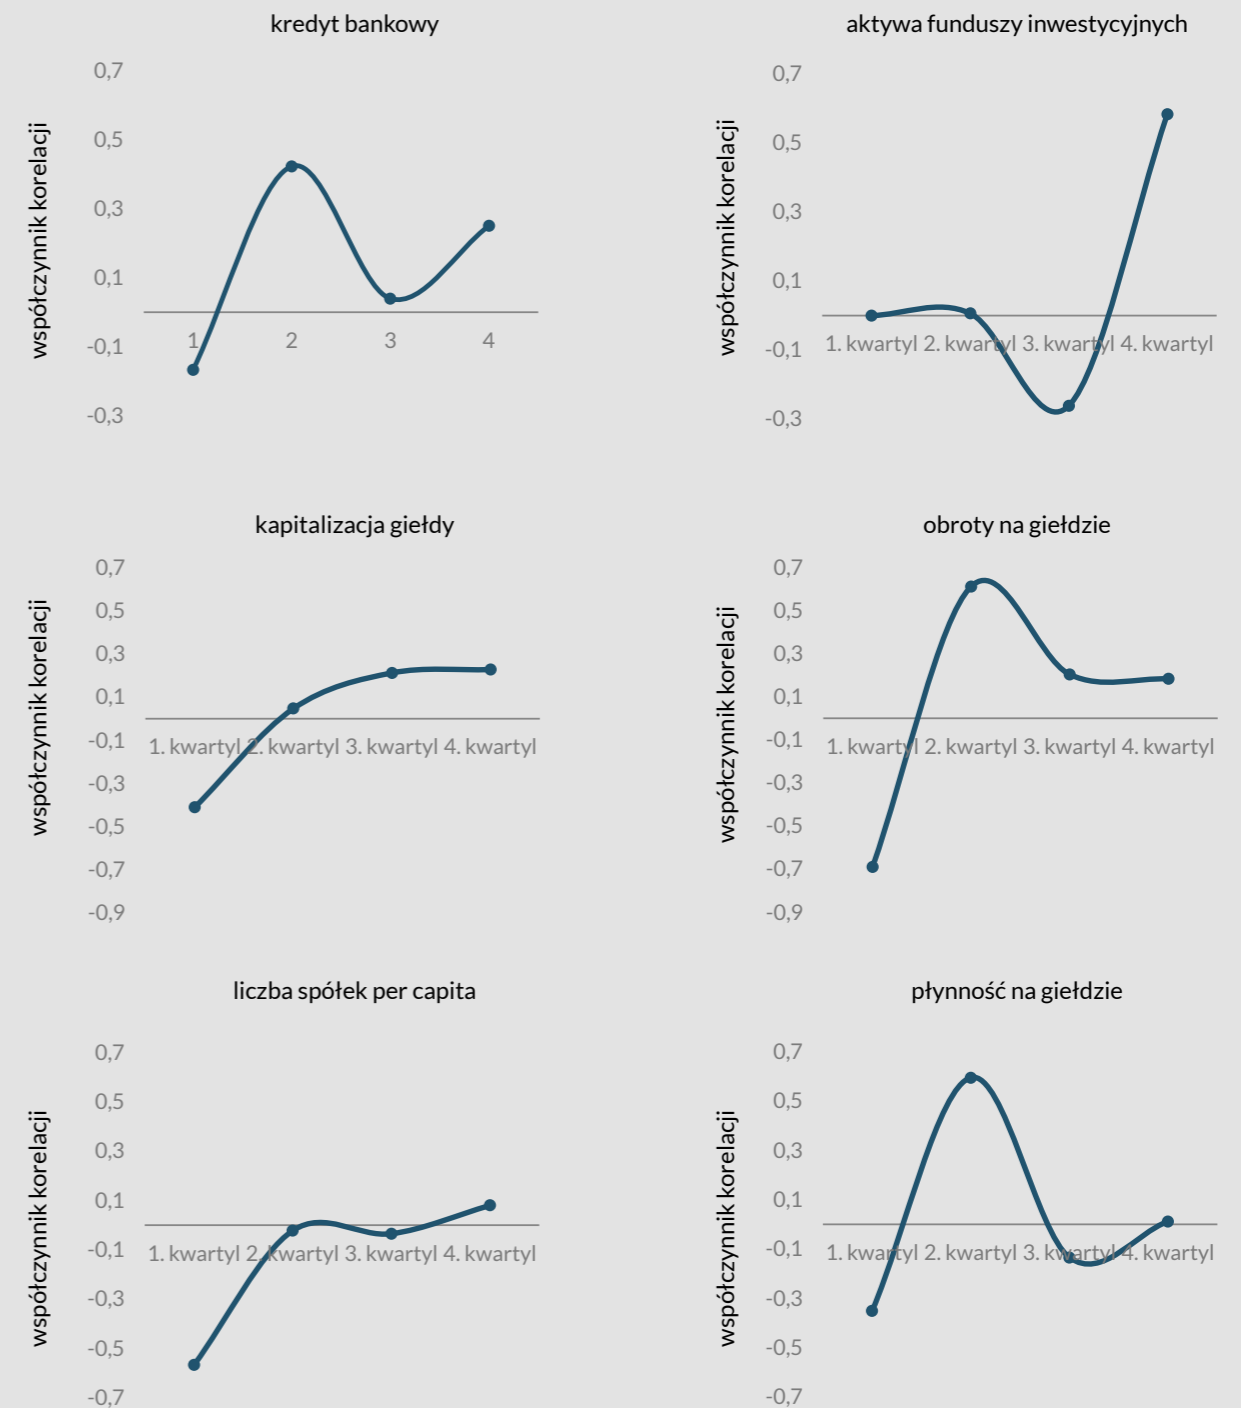 kredyt bankowy
współczynnik korelacji
0,7
0,5
0,3
0,1
-0,1
-0,3
1 2 3 4
aktywa funduszy inwestycyjnych
współczynnik korelacji
0,7
0,5
0,3
0,1
-0,1
-0,3
1. kwartyl 2. kwartyl 3. kwartyl 4. kwartyl
kapitalizacja giełdy
współczynnik korelacji
0,7
0,5
0,3
0,1
-0,1
-0,3
-0,5
-0,7
-0,9
1. kwartyl 2. kwartyl 3. kwartyl 4. kwartyl
obroty na giełdzie
współczynnik korelacji
0,7
0,5
0,3
0,1
-0,1
-0,3
-0,5
-0,7
-0,9
1. kwartyl 2. kwartyl 3. kwartyl 4. kwartyl
liczba spółek per capita
współczynnik korelacji
0,7
0,5
0,3
0,1
-0,1
-0,3
-0,5
-0,7
1. kwartyl 2. kwartyl 3. kwartyl 4. kwartyl
płynność na giełdzie
współczynnik korelacji
0,7
0,5
0,3
0,1
-0,1
-0,3
-0,5
-0,7
1. kwartyl 2. kwartyl 3. kwartyl 4. kwartyl